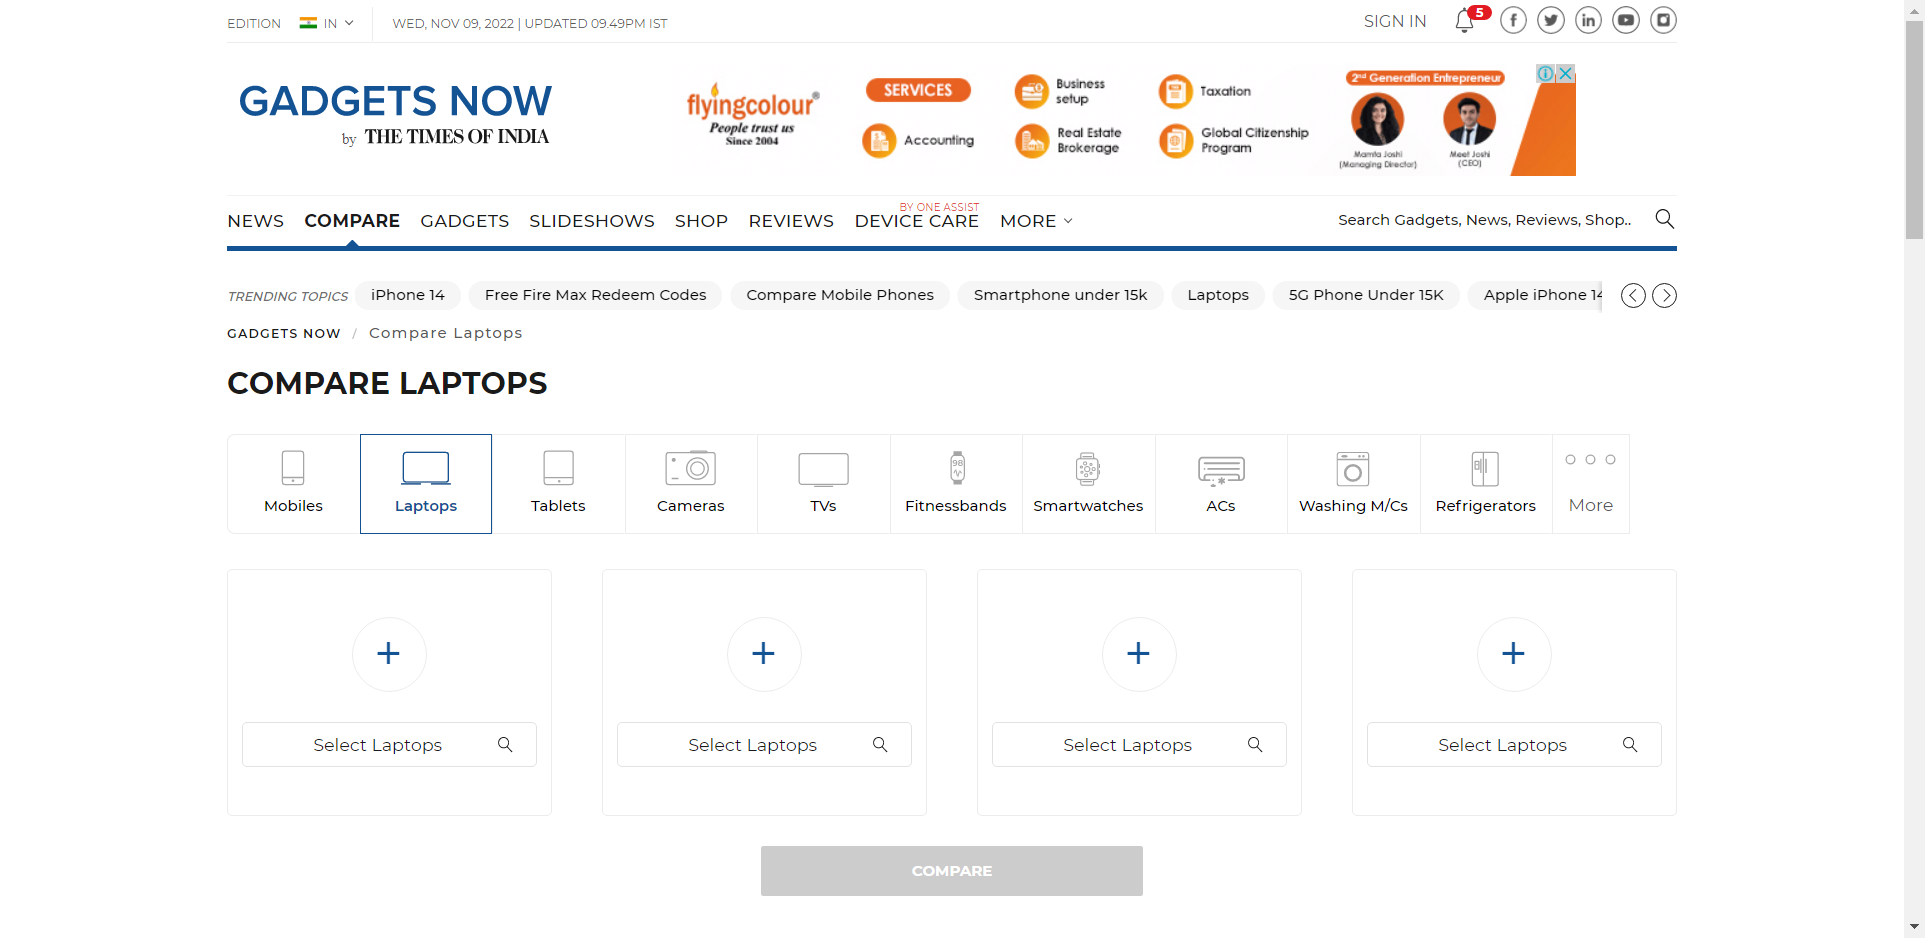 EDITION IN WED, NOV 09, 2022 | UPDATED 09.49PM IST SIGN IN 5
GADGETS NOW
by THE TIMES OF INDIA
flyingcolour®
People trust us
Since 2004
SERVICES
Accounting
Business setup
Real Estate Brokerage
Taxation
Global Citizenship Program
2nd Generation Entrepreneur
Mamta Joshi
(Managing Director)
Meet Joshi
(CEO)
BY ONE ASSIST
NEWS COMPARE GADGETS SLIDESHOWS SHOP REVIEWS DEVICE CARE MORE Search Gadgets, News, Reviews, Shop..
TRENDING TOPICS iPhone 14 Free Fire Max Redeem Codes Compare Mobile Phones Smartphone under 15k Laptops 5G Phone Under 15K Apple iPhone 14
GADGETS NOW / Compare Laptops
COMPARE LAPTOPS
98
Mobiles Laptops Tablets Cameras TVs Fitnessbands Smartwatches ACs Washing M/Cs Refrigerators More
Select Laptops Select Laptops Select Laptops Select Laptops
COMPARE